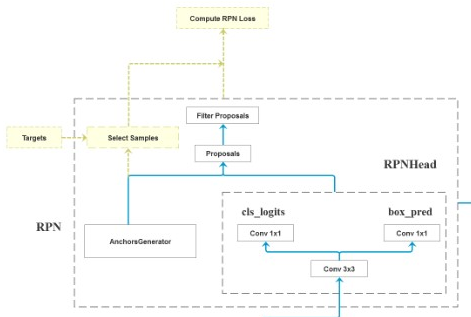 Compute RPN Loss
Filter Proposals
Targets
Select Samples
Proposals
RPNHead
cls_logits
box_pred
RPN
Conv 1x1
Conv 1x1
AnchorsGenerator
Conv 3x3